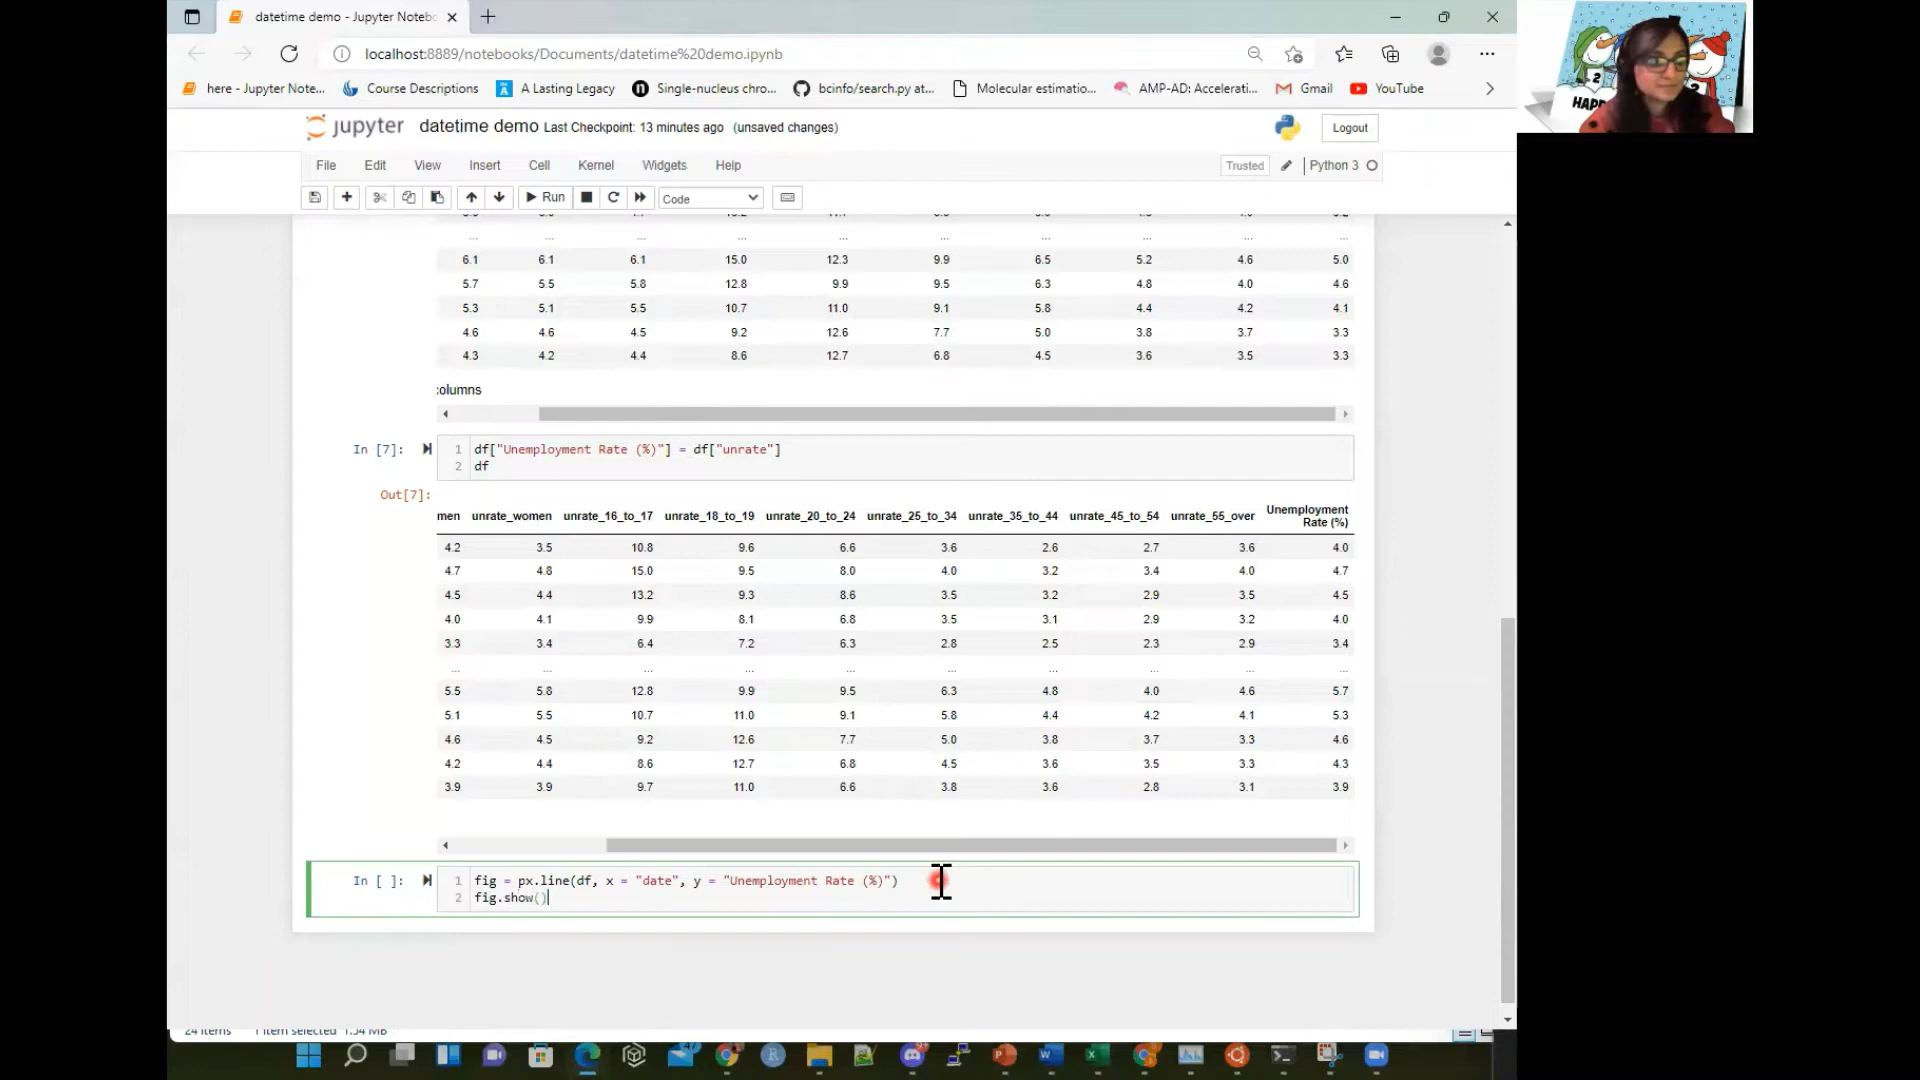 datetime demo - Jupyter Notebo
localhost:8889/notebooks/Documents/datetime%20demo.ipynb
here - Jupyter Note... Course Descriptions A Lasting Legacy Single-nucleus chro... bcinfo/search.py at... Molecular estimatio... AMP-AD: Accelerati... Gmail YouTube
HAPP
2
jupyter datetime demo Last Checkpoint: 13 minutes ago (unsaved changes) Logout
File Edit View Insert Cell Kernel Widgets Help Trusted Python 3
Run Code
... ... ... ... ... ... ... ... ... ...
6.1 6.1 6.1 15.0 12.3 9.9 6.5 5.2 4.6 5.0
5.7 5.5 5.8 12.8 9.9 9.5 6.3 4.8 4.0 4.6
5.3 5.1 5.5 10.7 11.0 9.1 5.8 4.4 4.2 4.1
4.6 4.6 4.5 9.2 12.6 7.7 5.0 3.8 3.7 3.3
4.3 4.2 4.4 8.6 12.7 6.8 4.5 3.6 3.5 3.3
columns
In [7]: 1 df["Unemployment Rate (%)"] = df["unrate"]
2 df
Out[7]:
men unrate_women unrate_16_to_17 unrate_18_to_19 unrate_20_to_24 unrate_25_to_34 unrate_35_to_44 unrate_45_to_54 unrate_55_over Unemployment
Rate (%)
4.2 3.5 10.8 9.6 6.6 3.6 2.6 2.7 3.6 4.0
4.7 4.8 15.0 9.5 8.0 4.0 3.2 3.4 4.0 4.7
4.5 4.4 13.2 9.3 8.6 3.5 3.2 2.9 3.5 4.5
4.0 4.1 9.9 8.1 6.8 3.5 3.1 2.9 3.2 4.0
3.3 3.4 6.4 7.2 6.3 2.8 2.5 2.3 2.9 3.4
... ... ... ... ... ... ... ... ... ...
5.5 5.8 12.8 9.9 9.5 6.3 4.8 4.0 4.6 5.7
5.1 5.5 10.7 11.0 9.1 5.8 4.4 4.2 4.1 5.3
4.6 4.5 9.2 12.6 7.7 5.0 3.8 3.7 3.3 4.6
4.2 4.4 8.6 12.7 6.8 4.5 3.6 3.5 3.3 4.3
3.9 3.9 9.7 11.0 6.6 3.8 3.6 2.8 3.1 3.9
In [ ]: 1 fig = px.line(df, x = "date", y = "Unemployment Rate (%)")
2 fig.show()
24 items 1 item selected 1.54 MB